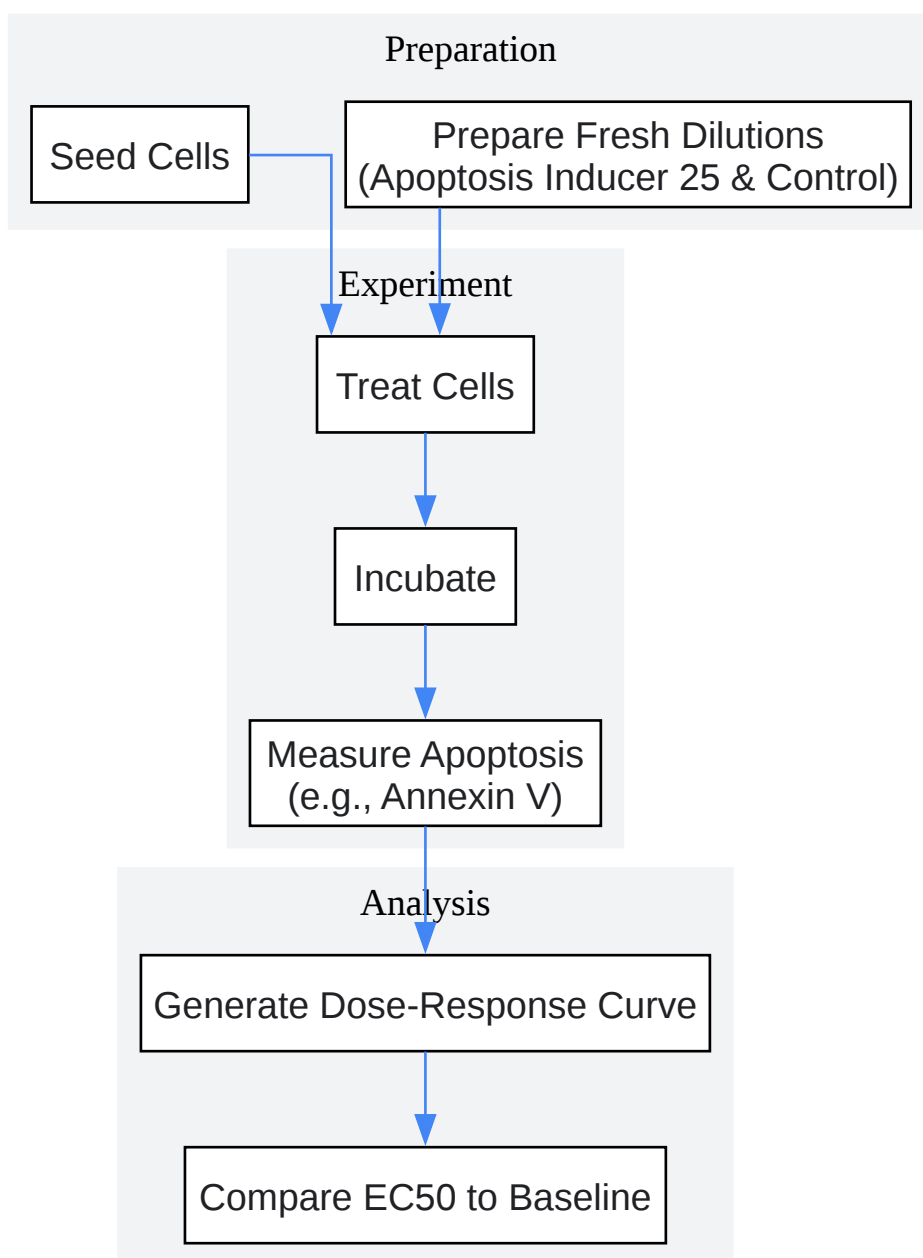 Preparation
Seed Cells
Prepare Fresh Dilutions
(Apoptosis Inducer 25 & Control)
Experiment
Treat Cells
Incubate
Measure Apoptosis
(e.g., Annexin V)
Analysis
Generate Dose-Response Curve
Compare EC50 to Baseline